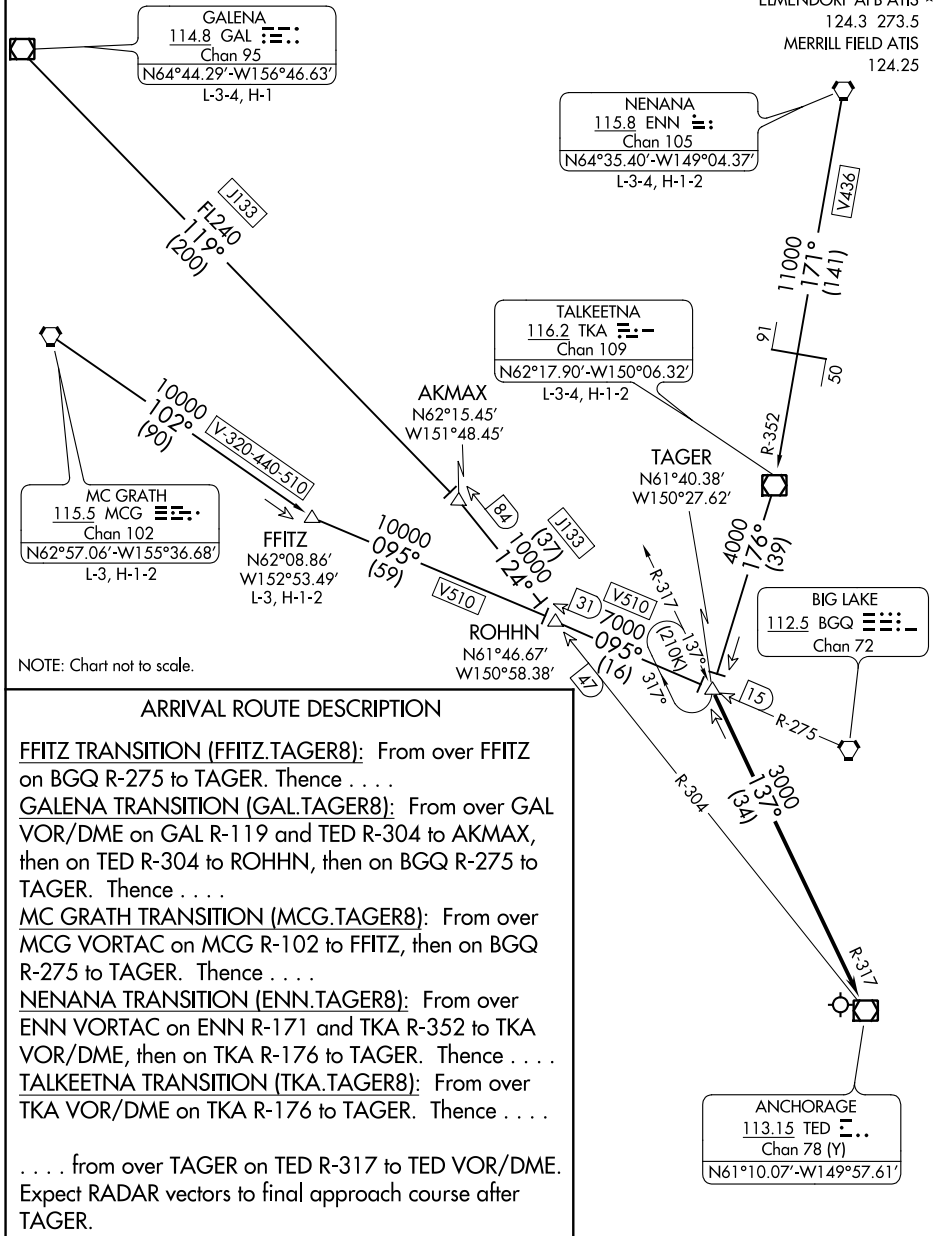 ELMENDORF AFB ATIS *
124.3 273.5
MERRILL FIELD ATIS
124.25
GALENA
114.8 GAL
Chan 95
N64°44.29'-W156°46.63'
L-3-4, H-1
NENANA
115.8 ENN
Chan 105
N64°35.40'-W149°04.37'
L-3-4, H-1-2
J133
FL240
119°
(200)
V436
11000
171°
(141)
91
50
R-352
TALKEETNA
116.2 TKA
Chan 109
N62°17.90'-W150°06.32'
L-3-4, H-1-2
AKMAX
N62°15.45'
W151°48.45'
10000
102°
(90)
V-320-440-510
MC GRATH
115.5 MCG
Chan 102
N62°57.06'-W155°36.68'
L-3, H-1-2
FFITZ
N62°08.86'
W152°53.49'
L-3, H-1-2
TAGER
N61°40.38'
W150°27.62'
84
J133
(37)
10000
124°
10000
095°
(59)
V510
4000
176°
(39)
ROHHN
N61°46.67'
W150°58.38'
31
V510
7000
095°
(16)
R-317
(210K)
137°
317°
47
BIG LAKE
112.5 BGQ
Chan 72
15
R-275
R-304
3000
137°
(34)
R-317
ANCHORAGE
113.15 TED
Chan 78 (Y)
N61°10.07'-W149°57.61'
NOTE: Chart not to scale.
ARRIVAL ROUTE DESCRIPTION
FFITZ TRANSITION (FFITZ.TAGER8): From over FFITZ
on BGQ R-275 to TAGER. Thence . . . .
GALENA TRANSITION (GAL.TAGER8): From over GAL
VOR/DME on GAL R-119 and TED R-304 to AKMAX,
then on TED R-304 to ROHHN, then on BGQ R-275 to
TAGER. Thence . . . .
MC GRATH TRANSITION (MCG.TAGER8): From over
MCG VORTAC on MCG R-102 to FFITZ, then on BGQ
R-275 to TAGER. Thence . . . .
NENANA TRANSITION (ENN.TAGER8): From over
ENN VORTAC on ENN R-171 and TKA R-352 to TKA
VOR/DME, then on TKA R-176 to TAGER. Thence . . . .
TALKEETNA TRANSITION (TKA.TAGER8): From over
TKA VOR/DME on TKA R-176 to TAGER. Thence . . . .
. . . . from over TAGER on TED R-317 to TED VOR/DME.
Expect RADAR vectors to final approach course after
TAGER.